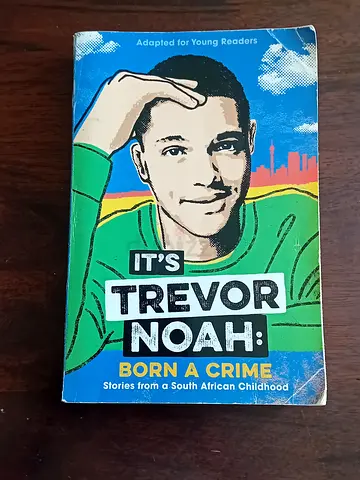 Adapted for Young Readers
IT'S
TREVOR
NOAH:
BORN A CRIME
Stories from a South African Childhood